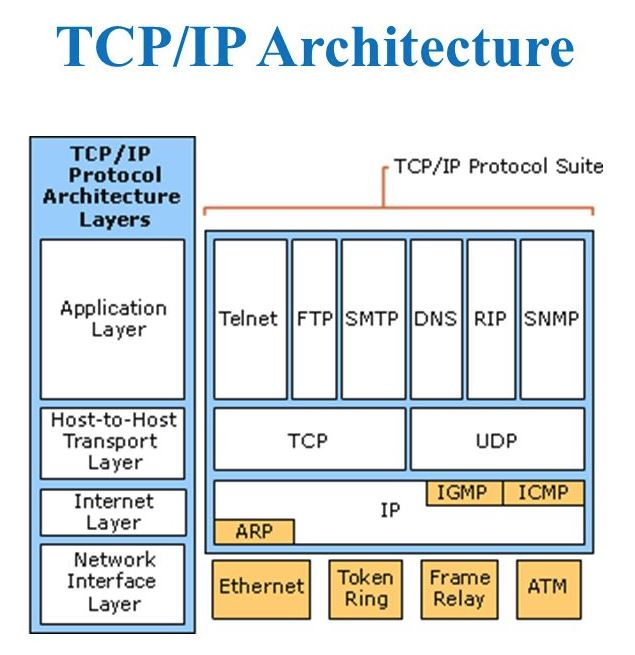 TCP/IP Architecture
TCP/IP
Protocol
Architecture
Layers
TCP/IP Protocol Suite
Application
Layer
Telnet
FTP
SMTP
DNS
RIP
SNMP
Host-to-Host
Transport
Layer
TCP
UDP
Internet
Layer
IP
IGMP
ICMP
ARP
Network
Interface
Layer
Ethernet
Token
Ring
Frame
Relay
ATM